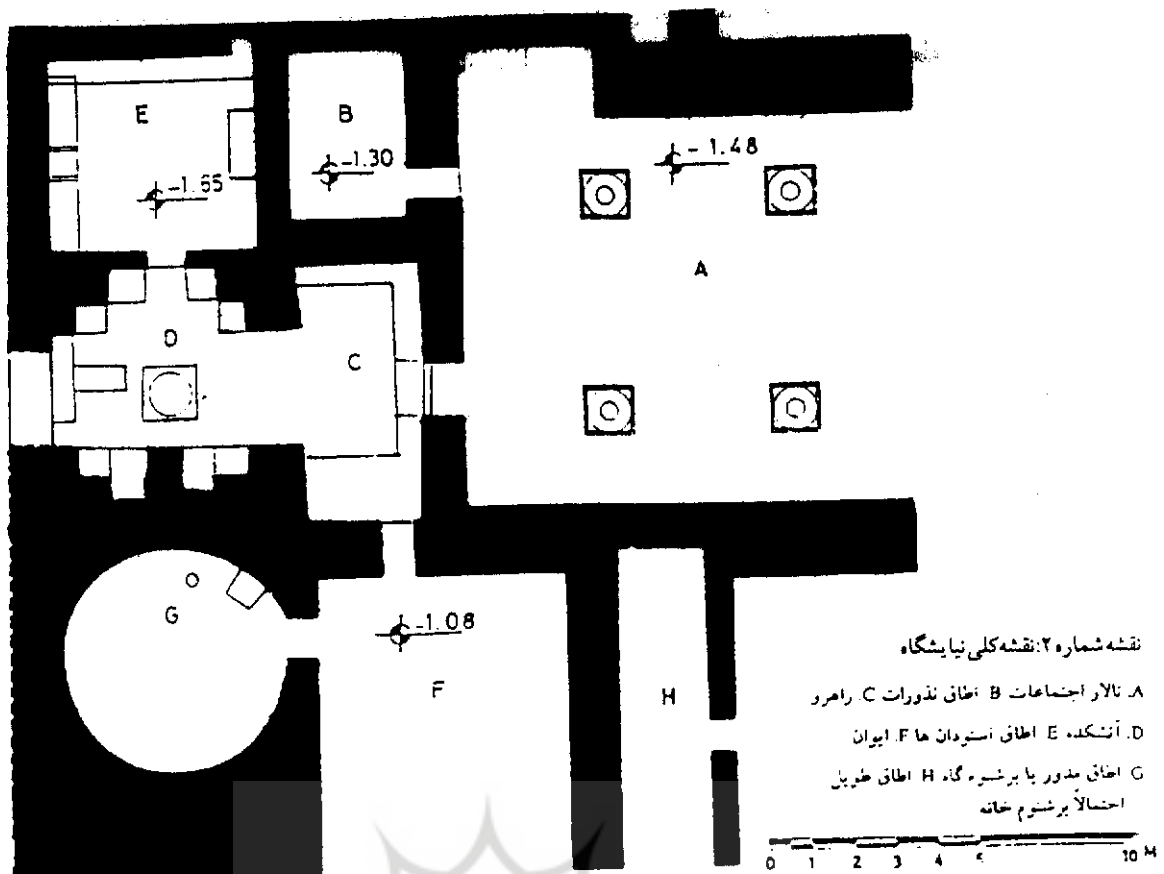 E
B
-1.65
-1.30
-1.48
A
D
C
G
-1.08
F
H
نقشه شماره ۲: نقشه کلی نیایشگاه
A. تالار اجتماعات B اطاق نذورات C. راهرو
D. آتشکده E اطاق استودان ها F. ایوان
G اطاق مدور یا برشنوم گاه H اطاق طویل
احتمالاً برشنوم خانه
0 1 2 3 4 5 10 M